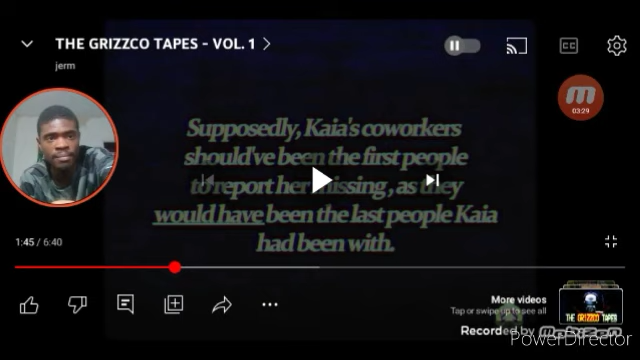 THE GRIZZCO TAPES - VOL. 1
jerm
CC
03:29
Supposedly, Kaia's coworkers
should've been the first people
to report her missing, as they
would have been the last people Kaia
had been with.
1:45 / 6:40
More videos
Tap or swipe up to see all
THE GRIZZCO TAPES
Recorded by
PowerDirector